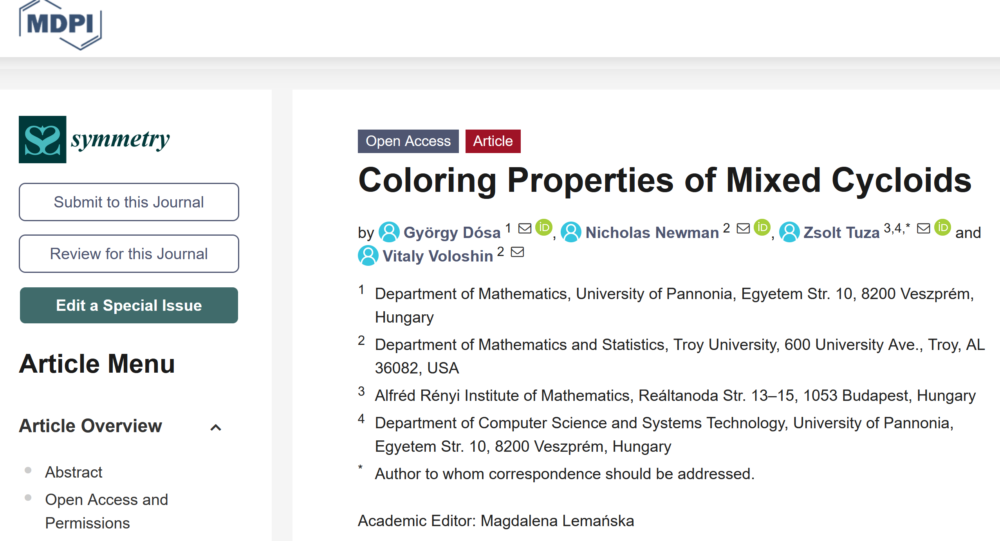 MDPI
symmetry
Submit to this Journal
Review for this Journal
Edit a Special Issue
Article Menu
Article Overview
Abstract
Open Access and
Permissions
Open Access Article
Coloring Properties of Mixed Cycloids
by György Dósa 1 iD, Nicholas Newman 2 iD, Zsolt Tuza 3,4,* iD and
Vitaly Voloshin 2
1 Department of Mathematics, University of Pannonia, Egyetem Str. 10, 8200 Veszprém,
Hungary
2 Department of Mathematics and Statistics, Troy University, 600 University Ave., Troy, AL
36082, USA
3 Alfréd Rényi Institute of Mathematics, Reáltanoda Str. 13–15, 1053 Budapest, Hungary
4 Department of Computer Science and Systems Technology, University of Pannonia,
Egyetem Str. 10, 8200 Veszprém, Hungary
* Author to whom correspondence should be addressed.
Academic Editor: Magdalena Lemańska